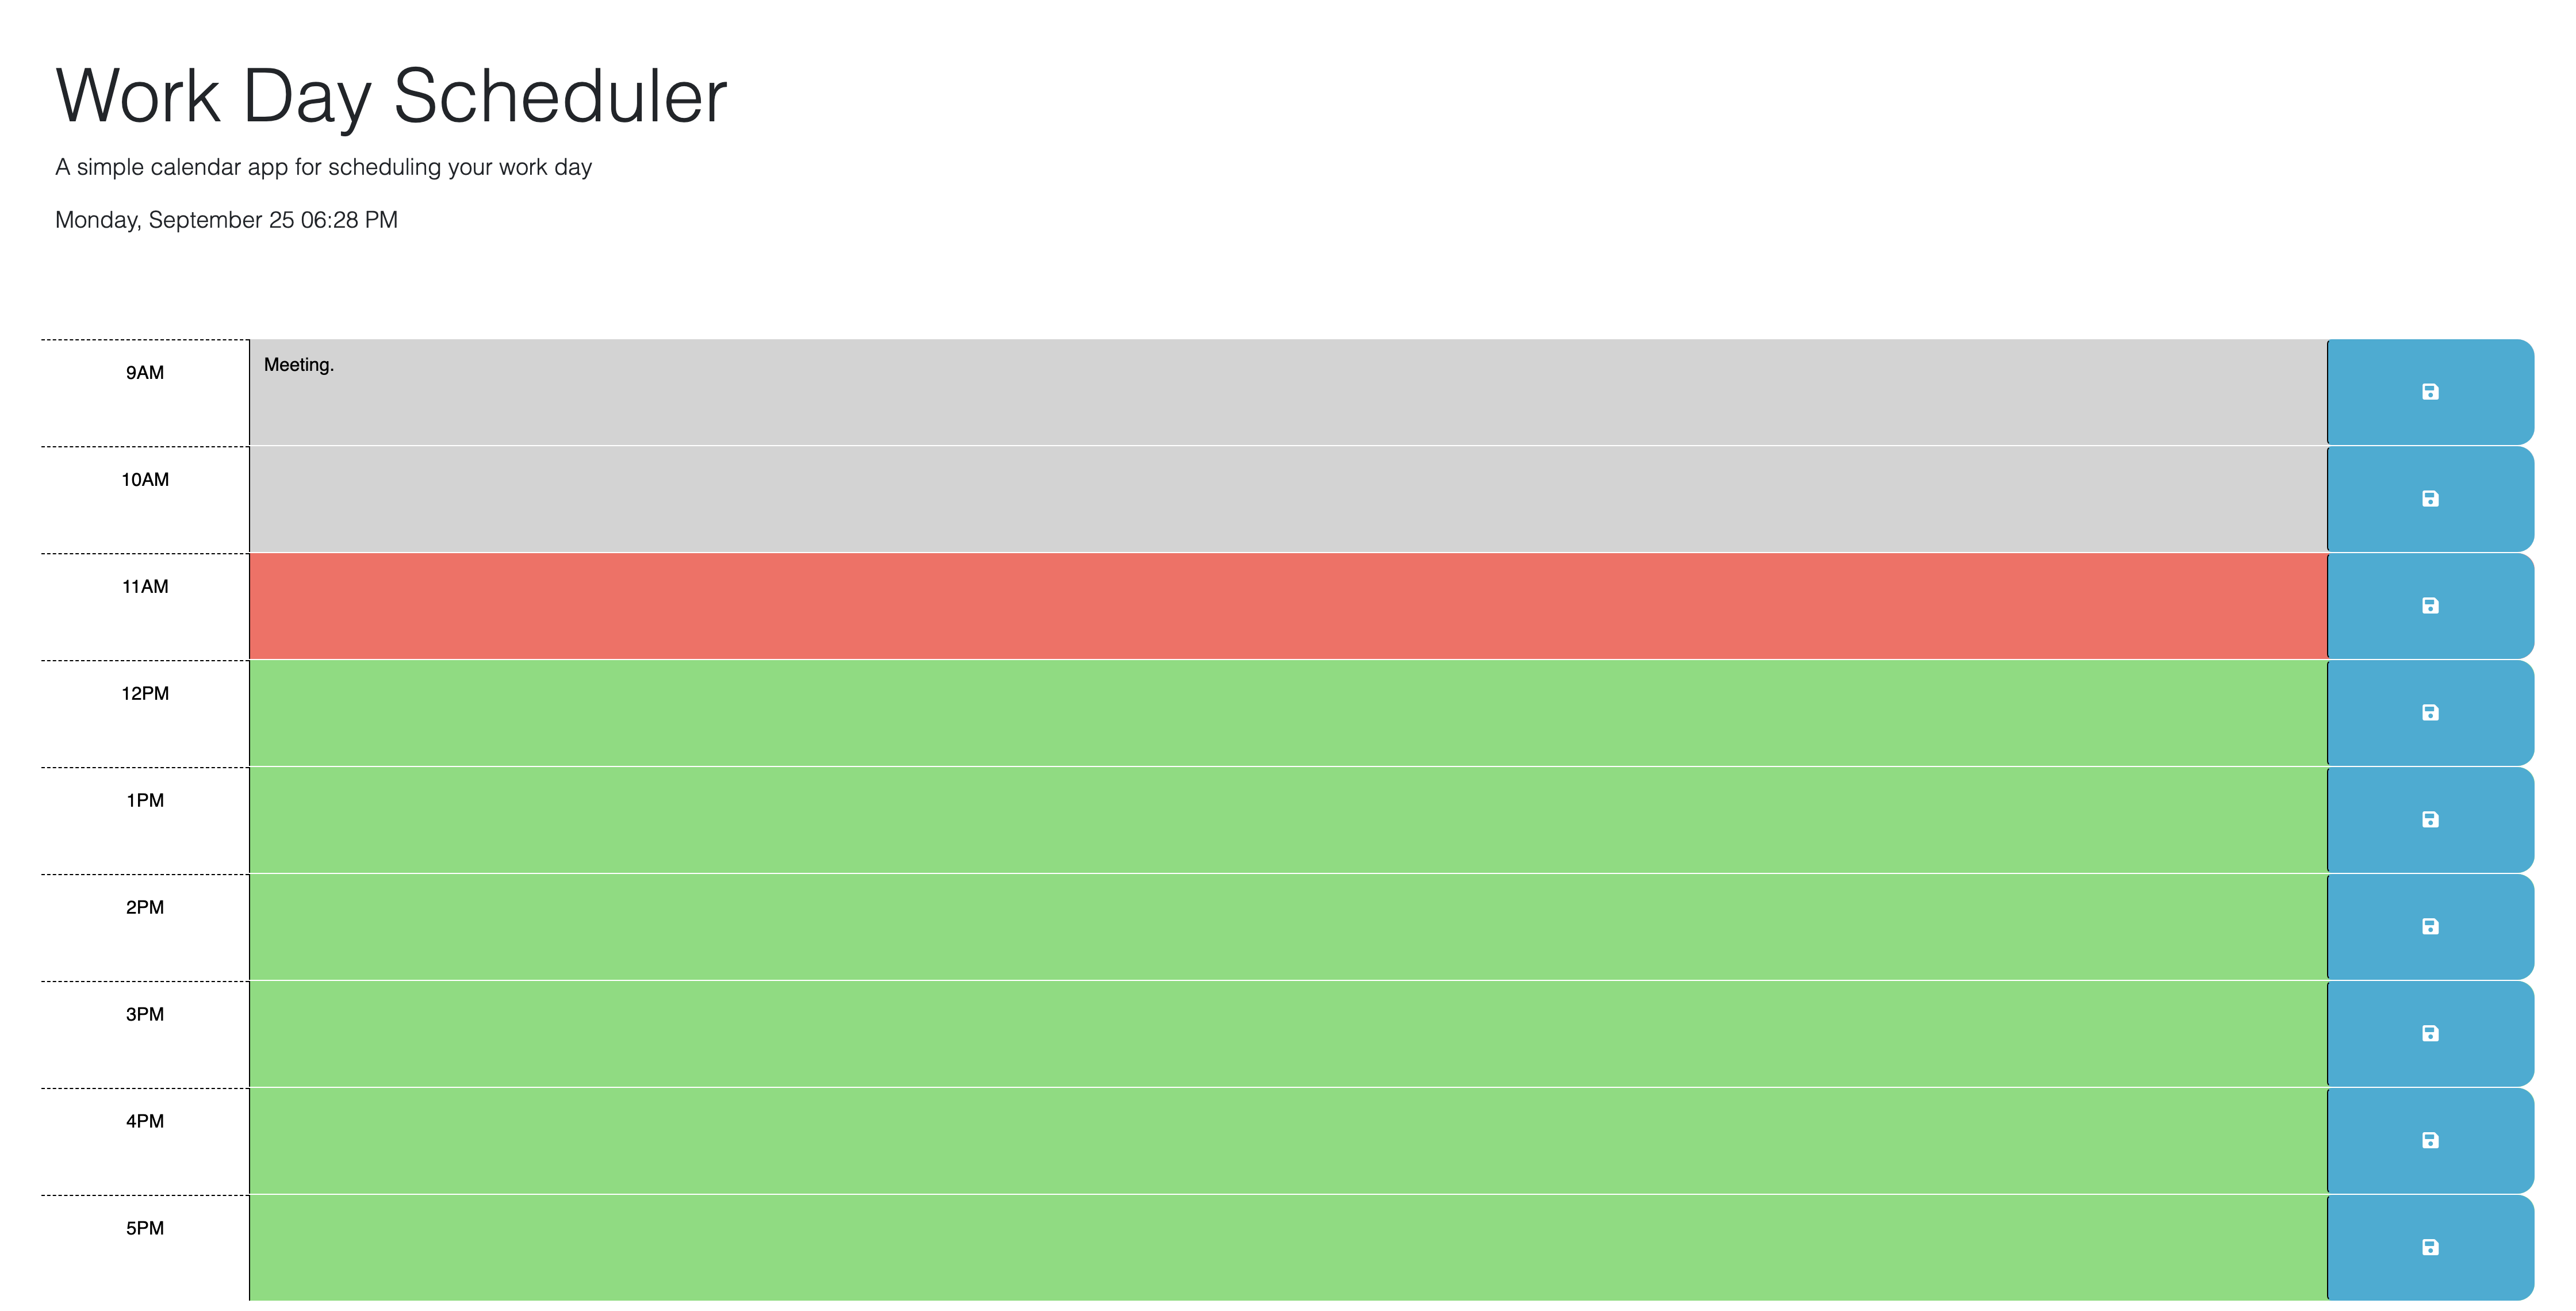 Work Day Scheduler
A simple calendar app for scheduling your work day
Monday, September 25 06:28 PM
9AM Meeting.
10AM
11AM
12PM
1PM
2PM
3PM
4PM
5PM